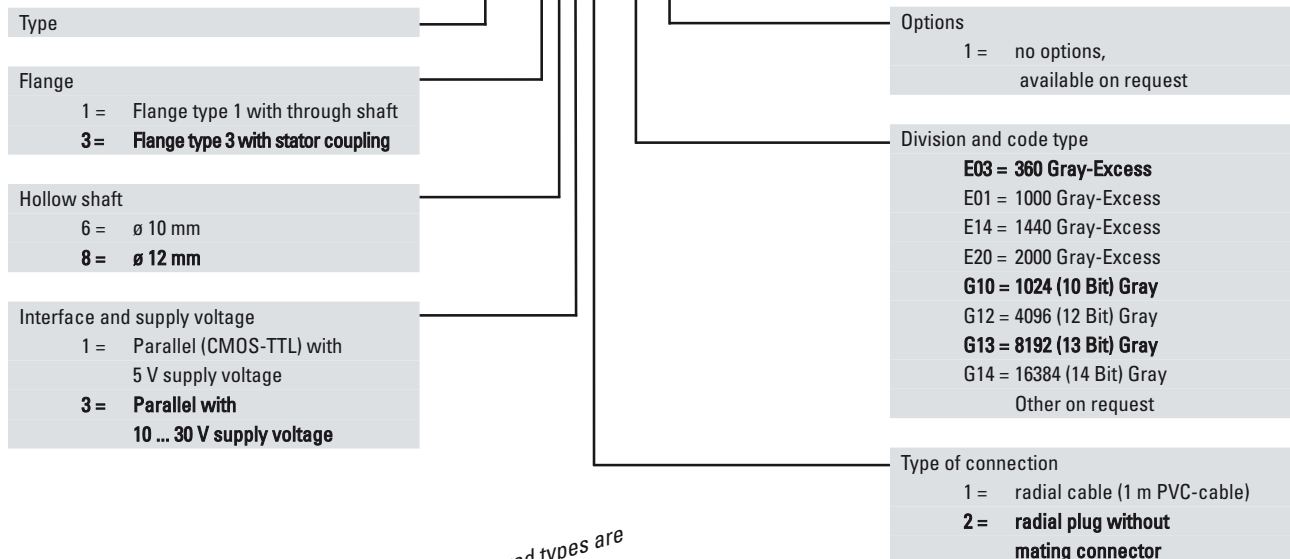 Type
Flange
1 = Flange type 1 with through shaft
3 = Flange type 3 with stator coupling
Hollow shaft
6 = ø 10 mm
8 = ø 12 mm
Interface and supply voltage
1 = Parallel (CMOS-TTL) with
5 V supply voltage
3 = Parallel with
10 ... 30 V supply voltage
types are
Options
1 = no options,
available on request
Division and code type
E03 = 360 Gray-Excess
E01 = 1000 Gray-Excess
E14 = 1440 Gray-Excess
E20 = 2000 Gray-Excess
G10 = 1024 (10 Bit) Gray
G12 = 4096 (12 Bit) Gray
G13 = 8192 (13 Bit) Gray
G14 = 16384 (14 Bit) Gray
Other on request
Type of connection
1 = radial cable (1 m PVC-cable)
2 = radial plug without
mating connector